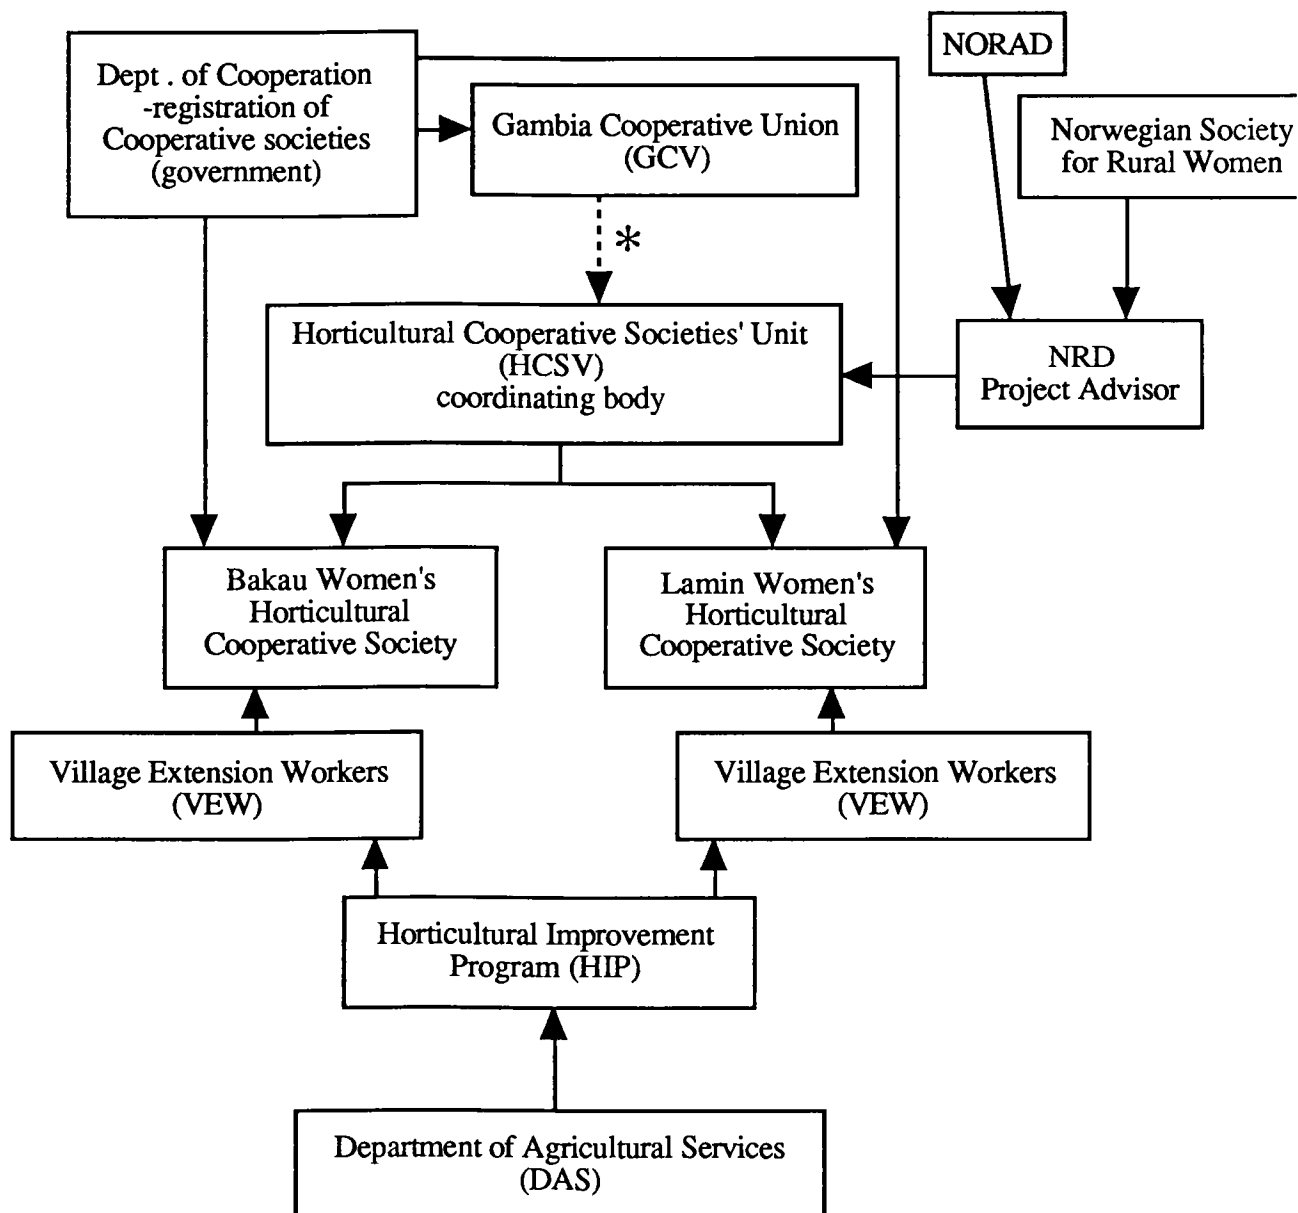 Dept . of Cooperation
-registration of
Cooperative societies
(government)
NORAD
Gambia Cooperative Union
(GCV)
Norwegian Society
for Rural Women
*
Horticultural Cooperative Societies' Unit
(HCSV)
coordinating body
NRD
Project Advisor
Bakau Women's
Horticultural
Cooperative Society
Lamin Women's
Horticultural
Cooperative Society
Village Extension Workers
(VEW)
Village Extension Workers
(VEW)
Horticultural Improvement
Program (HIP)
Department of Agricultural Services
(DAS)